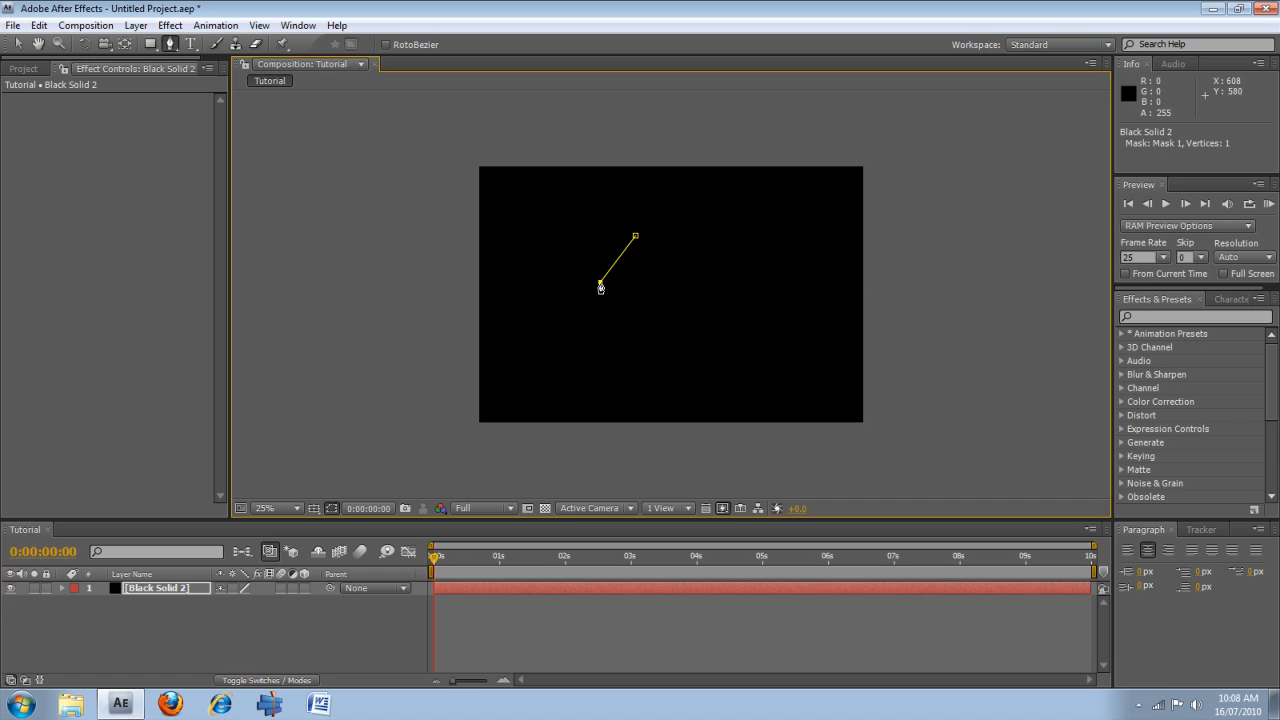 Adobe After Effects - Untitled Project.aep *
File Edit Composition Layer Effect Animation View Window Help
RotoBezier
Workspace: Standard
Search Help
Project
Effect Controls: Black Solid 2
Tutorial • Black Solid 2
Composition: Tutorial
Tutorial
25%
0:00:00:00
Full
Active Camera
1 View
+0.0
Info
Audio
R : 0
G : 0
B : 0
A : 255
X : 608
Y : 580
Black Solid 2
Mask: Mask 1, Vertices: 1
Preview
RAM Preview Options
Frame Rate Skip Resolution
25 0 Auto
From Current Time Full Screen
Effects & Presets
Characte
* Animation Presets
3D Channel
Audio
Blur & Sharpen
Channel
Color Correction
Distort
Expression Controls
Generate
Keying
Matte
Noise & Grain
Obsolete
Tutorial
0:00:00:00
# Layer Name
fx
Parent
1 [Black Solid 2]
None
01s 02s 03s 04s 05s 06s 07s 08s 09s 10s
Toggle Switches / Modes
Paragraph
Tracker
0 px 0 px 0 px
0 px 0 px
Ae
10:08 AM
16/07/2010